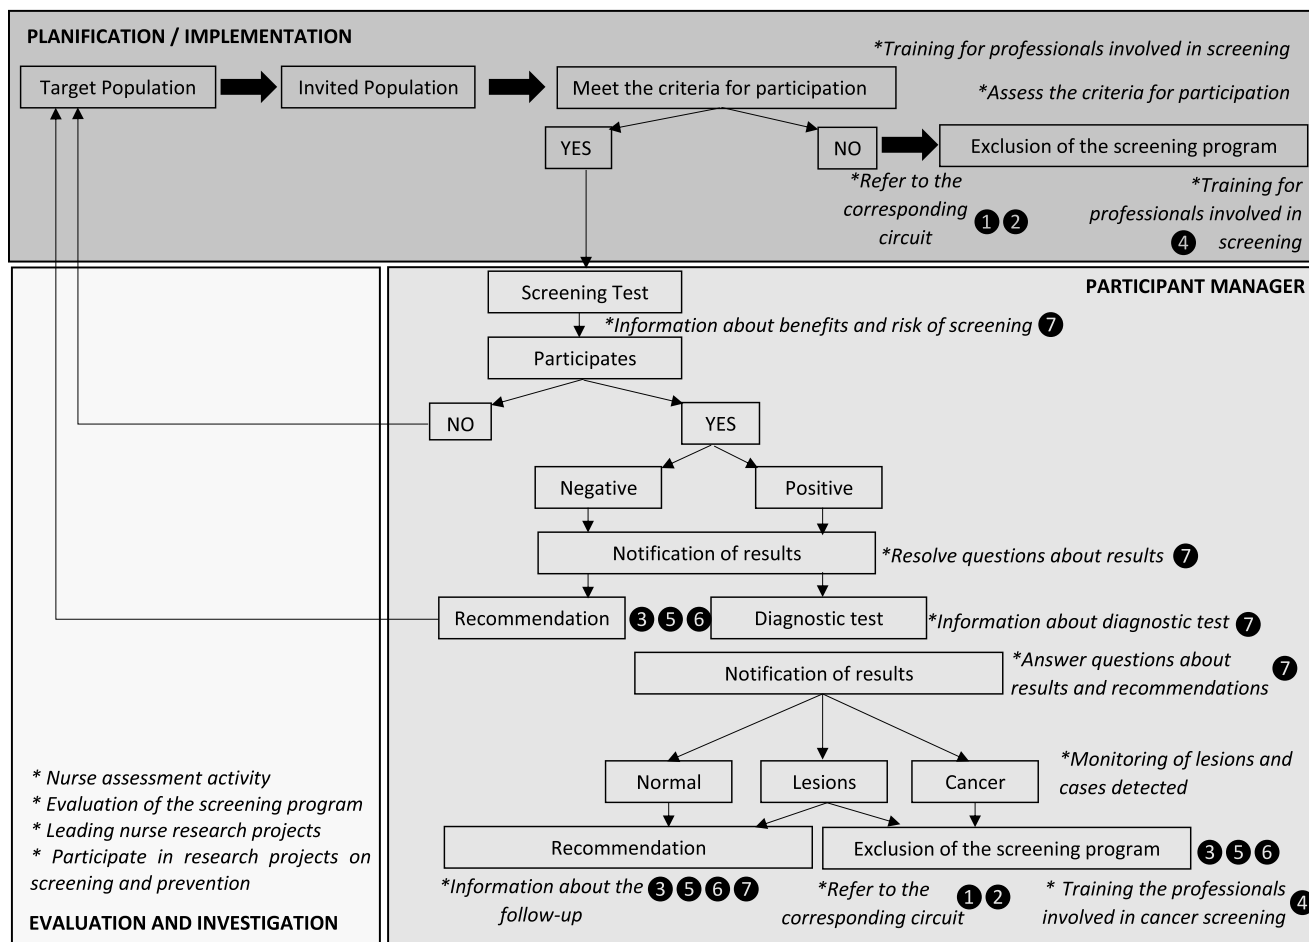 PLANIFICATION / IMPLEMENTATION
*Training for professionals involved in screening
Target Population
Invited Population
Meet the criteria for participation
*Assess the criteria for participation
YES
NO
Exclusion of the screening program
*Refer to the
corresponding
circuit
1 2
*Training for
professionals involved in
4 screening
PARTICIPANT MANAGER
Screening Test
*Information about benefits and risk of screening 7
Participates
NO
YES
Negative
Positive
Notification of results
*Resolve questions about results 7
Recommendation
3 5 6
Diagnostic test
*Information about diagnostic test 7
Notification of results
*Answer questions about
results and recommendations
7
Normal
Lesions
Cancer
*Monitoring of lesions and
cases detected
Recommendation
Exclusion of the screening program
3 5 6
*Information about the
follow-up
3 5 6 7
*Refer to the
corresponding circuit
1 2
* Training the professionals
involved in cancer screening
4
* Nurse assessment activity
* Evaluation of the screening program
* Leading nurse research projects
* Participate in research projects on
screening and prevention
EVALUATION AND INVESTIGATION